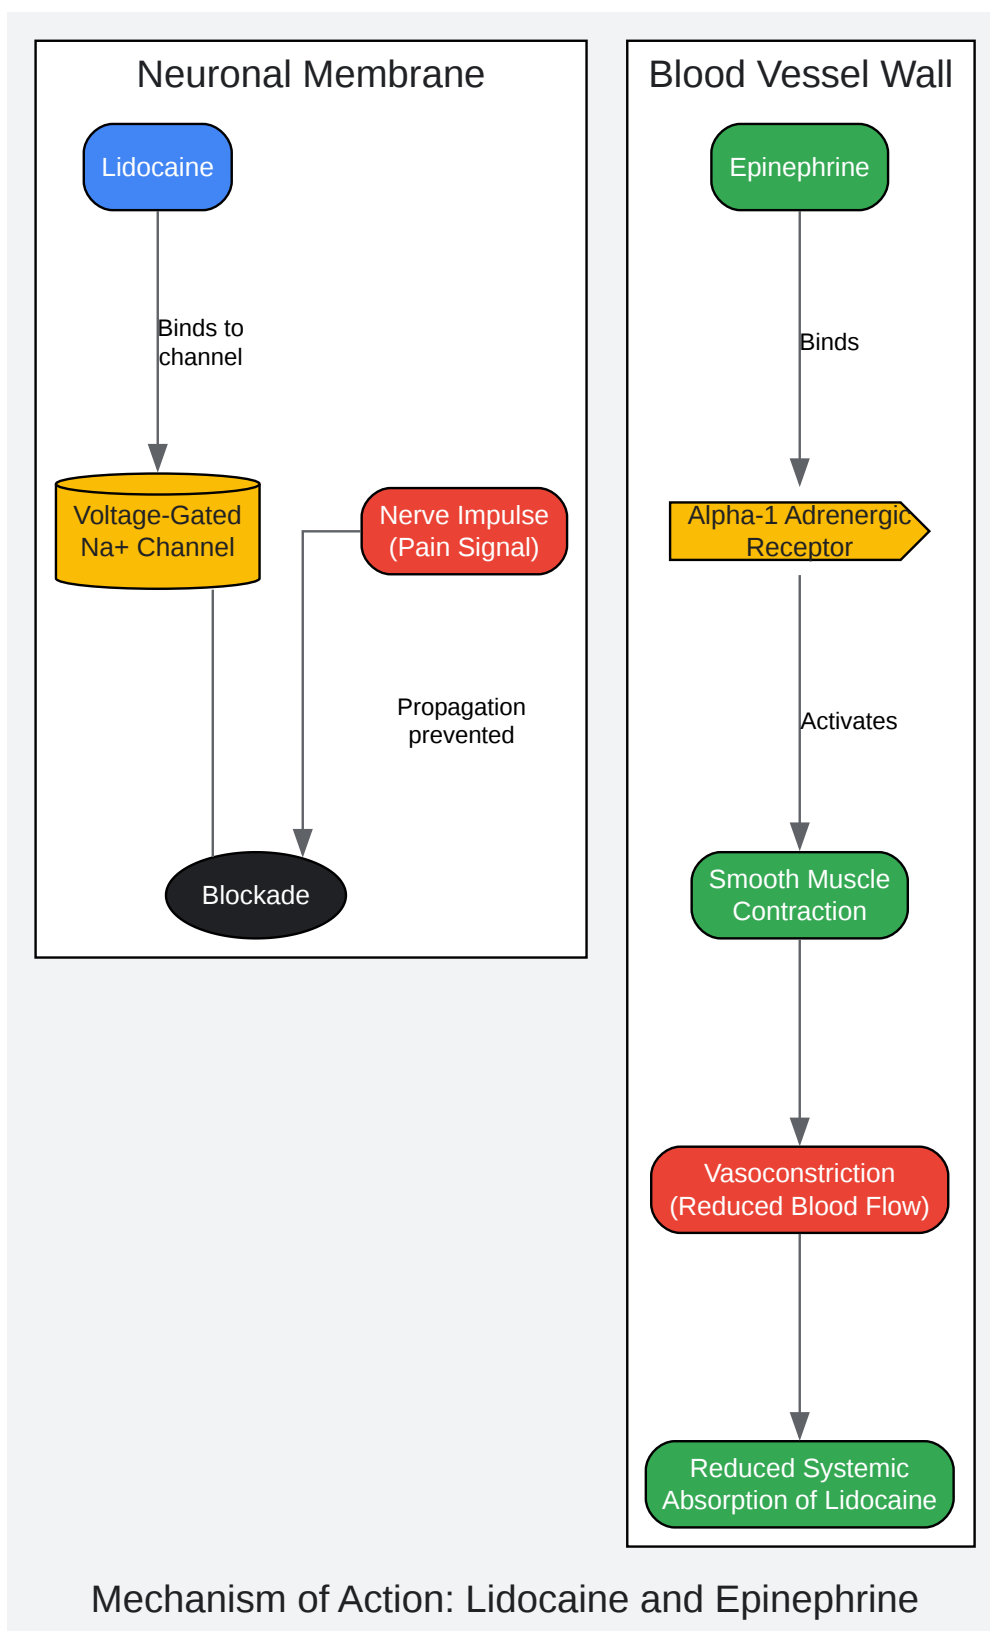 Neuronal Membrane
Lidocaine
Binds to
channel
Voltage-Gated
Na+ Channel
Nerve Impulse
(Pain Signal)
Propagation
prevented
Blockade
Blood Vessel Wall
Epinephrine
Binds
Alpha-1 Adrenergic
Receptor
Activates
Smooth Muscle
Contraction
Vasoconstriction
(Reduced Blood Flow)
Reduced Systemic
Absorption of Lidocaine
Mechanism of Action: Lidocaine and Epinephrine